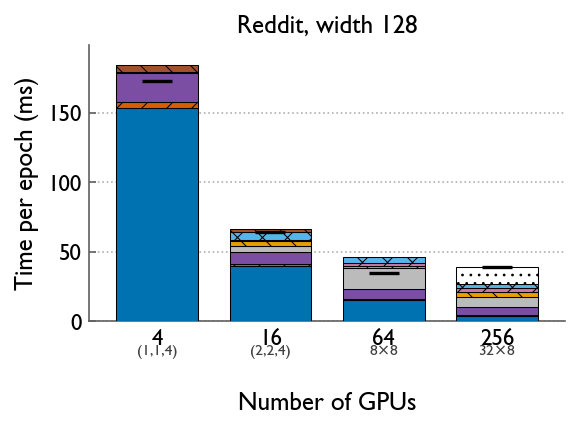 Reddit, width 128
Time per epoch (ms)
150
100
50
0
4 16 64 256
(1,1,4) (2,2,4) 8×8 32×8
Number of GPUs